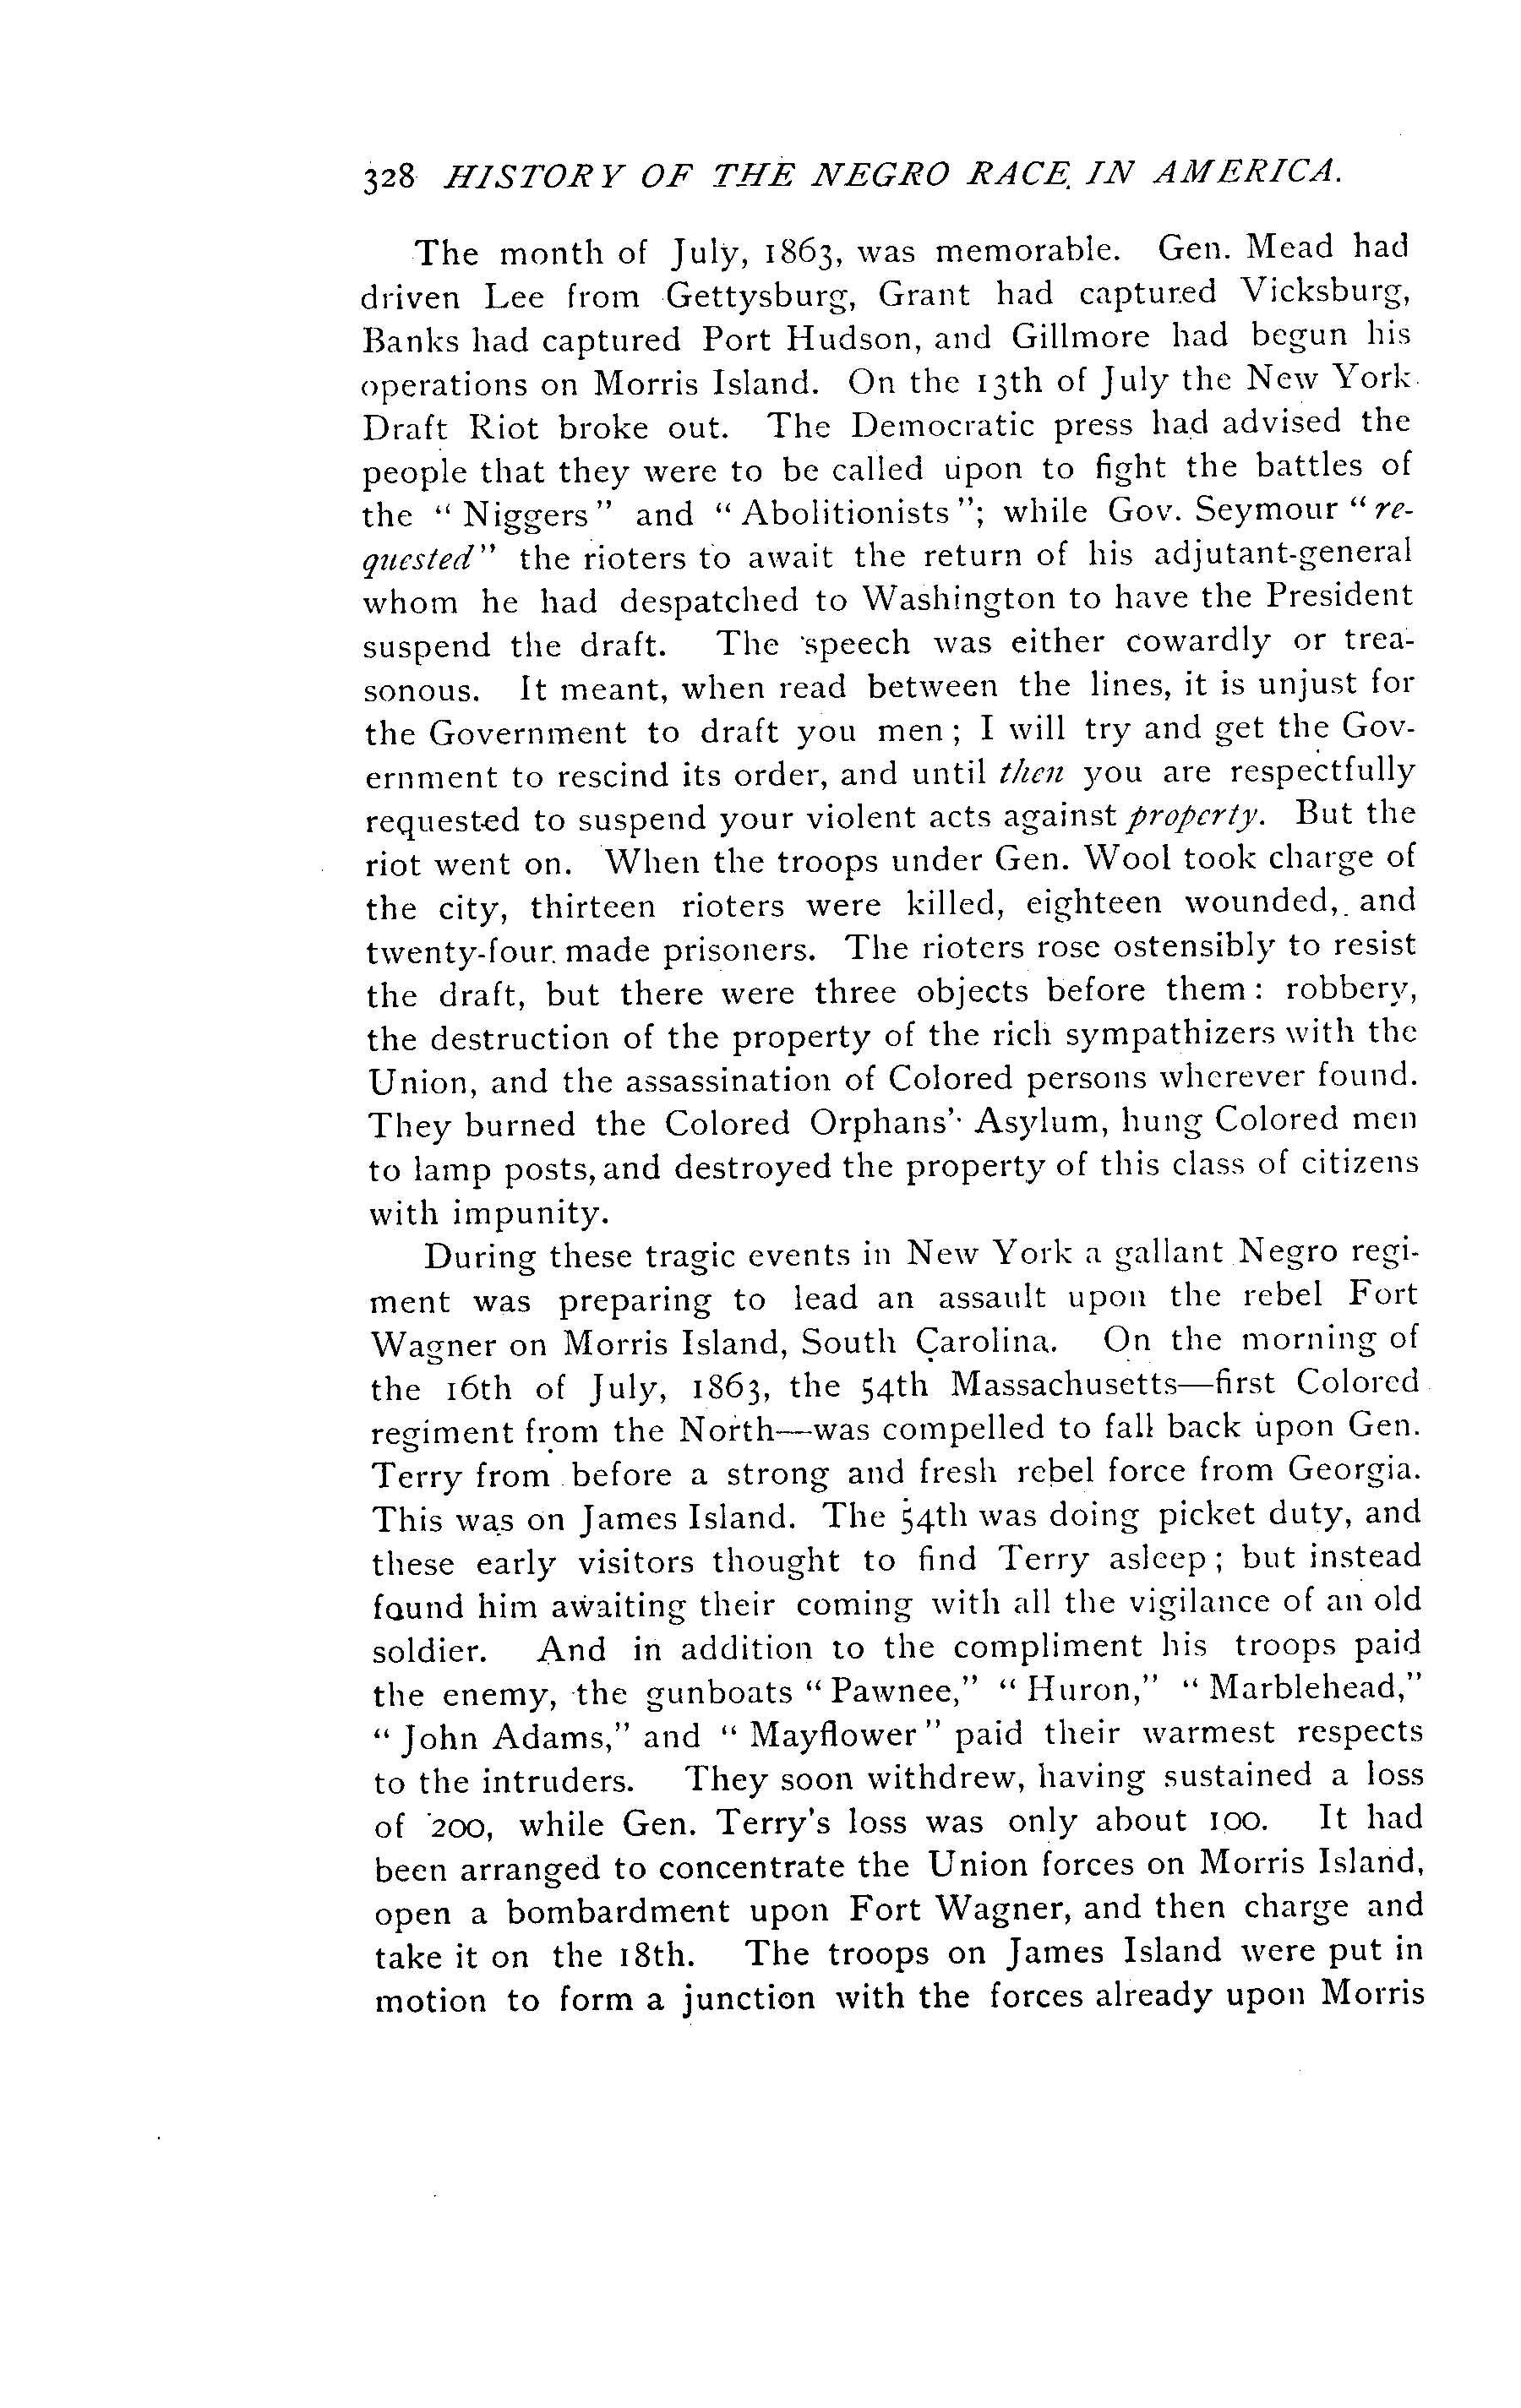 328 HISTORY OF THE NEGRO RACE IN AMERICA.
The month of July, 1863, was memorable. Gen. Mead had
driven Lee from Gettysburg, Grant had captured Vicksburg,
Banks had captured Port Hudson, and Gillmore had begun his
operations on Morris Island. On the 13th of July the New York
Draft Riot broke out. The Democratic press had advised the
people that they were to be called upon to fight the battles of
the "Niggers" and "Abolitionists"; while Gov. Seymour "re-
quested" the rioters to await the return of his adjutant-general
whom he had despatched to Washington to have the President
suspend the draft. The speech was either cowardly or trea-
sonous. It meant, when read between the lines, it is unjust for
the Government to draft you men; I will try and get the Gov-
ernment to rescind its order, and until then you are respectfully
requested to suspend your violent acts against property. But the
riot went on. When the troops under Gen. Wool took charge of
the city, thirteen rioters were killed, eighteen wounded, and
twenty-four made prisoners. The rioters rose ostensibly to resist
the draft, but there were three objects before them: robbery,
the destruction of the property of the rich sympathizers with the
Union, and the assassination of Colored persons wherever found.
They burned the Colored Orphans' Asylum, hung Colored men
to lamp posts, and destroyed the property of this class of citizens
with impunity.
During these tragic events in New York a gallant Negro regi-
ment was preparing to lead an assault upon the rebel Fort
Wagner on Morris Island, South Carolina. On the morning of
the 16th of July, 1863, the 54th Massachusetts—first Colored
regiment from the North—was compelled to fall back upon Gen.
Terry from before a strong and fresh rebel force from Georgia.
This was on James Island. The 54th was doing picket duty, and
these early visitors thought to find Terry asleep; but instead
found him awaiting their coming with all the vigilance of an old
soldier. And in addition to the compliment his troops paid
the enemy, the gunboats "Pawnee," "Huron," "Marblehead,"
"John Adams," and "Mayflower" paid their warmest respects
to the intruders. They soon withdrew, having sustained a loss
of 200, while Gen. Terry's loss was only about 100. It had
been arranged to concentrate the Union forces on Morris Island,
open a bombardment upon Fort Wagner, and then charge and
take it on the 18th. The troops on James Island were put in
motion to form a junction with the forces already upon Morris